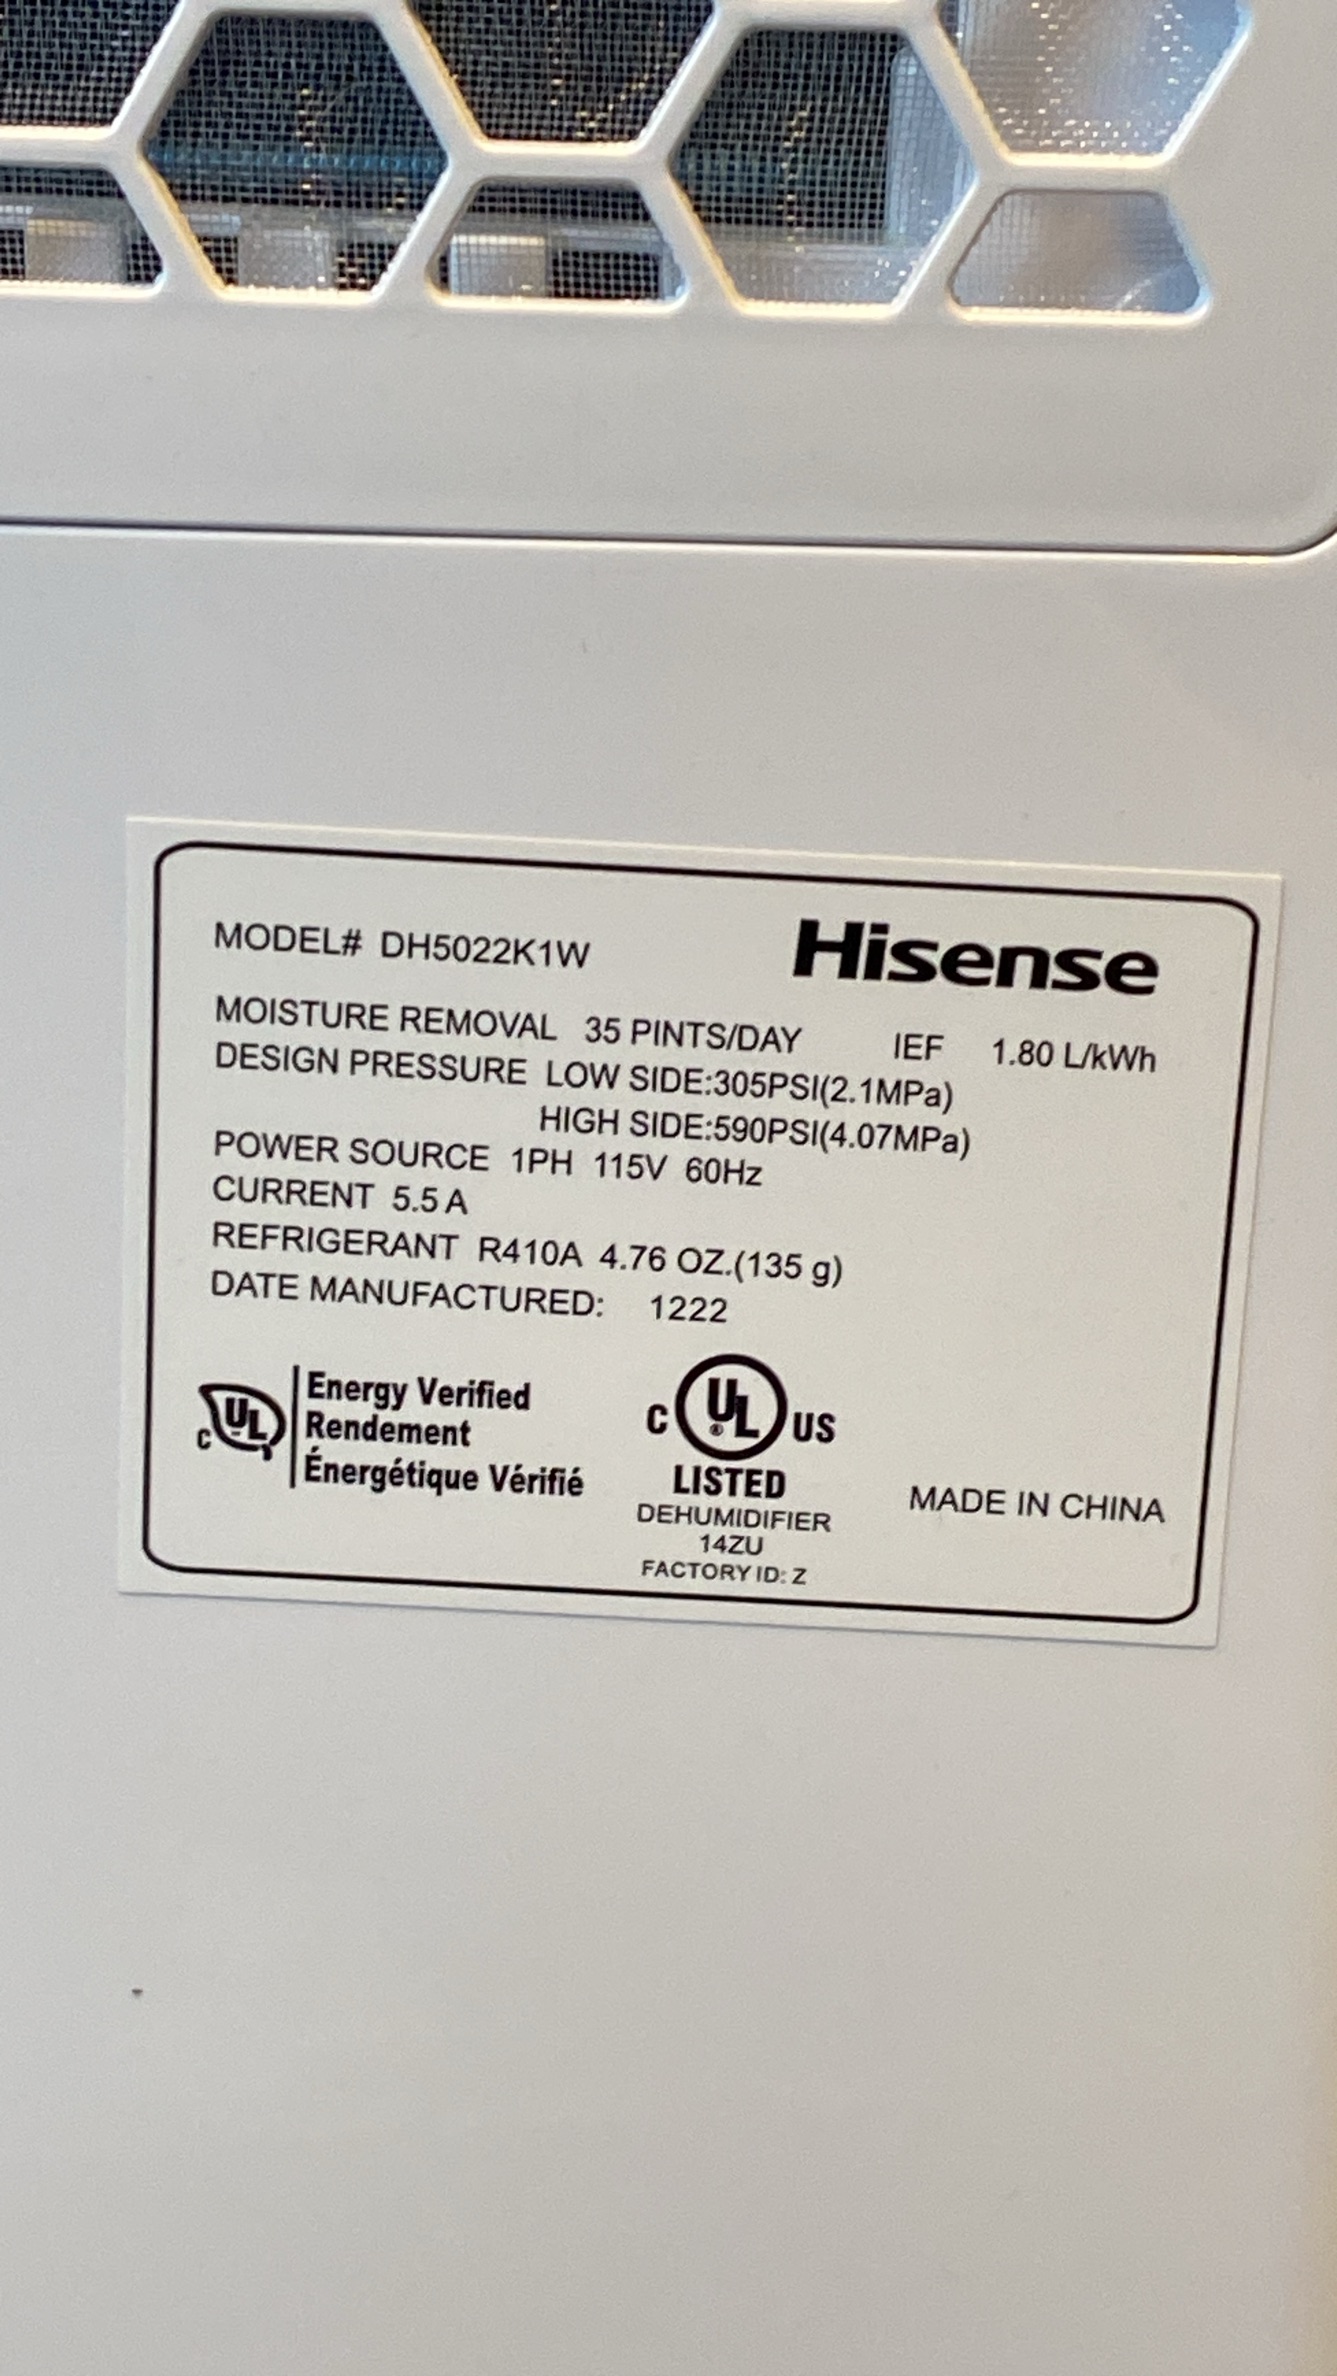 MODEL# DH5022K1W Hisense
MOISTURE REMOVAL 35 PINTS/DAY IEF 1.80 L/kWh
DESIGN PRESSURE LOW SIDE:305PSI(2.1MPa)
HIGH SIDE:590PSI(4.07MPa)
POWER SOURCE 1PH 115V 60Hz
CURRENT 5.5 A
REFRIGERANT R410A 4.76 OZ.(135 g)
DATE MANUFACTURED: 1222
C UL Energy Verified
Rendement
Énergétique Vérifié
C UL ® US
LISTED
DEHUMIDIFIER
14ZU
FACTORY ID: Z
MADE IN CHINA